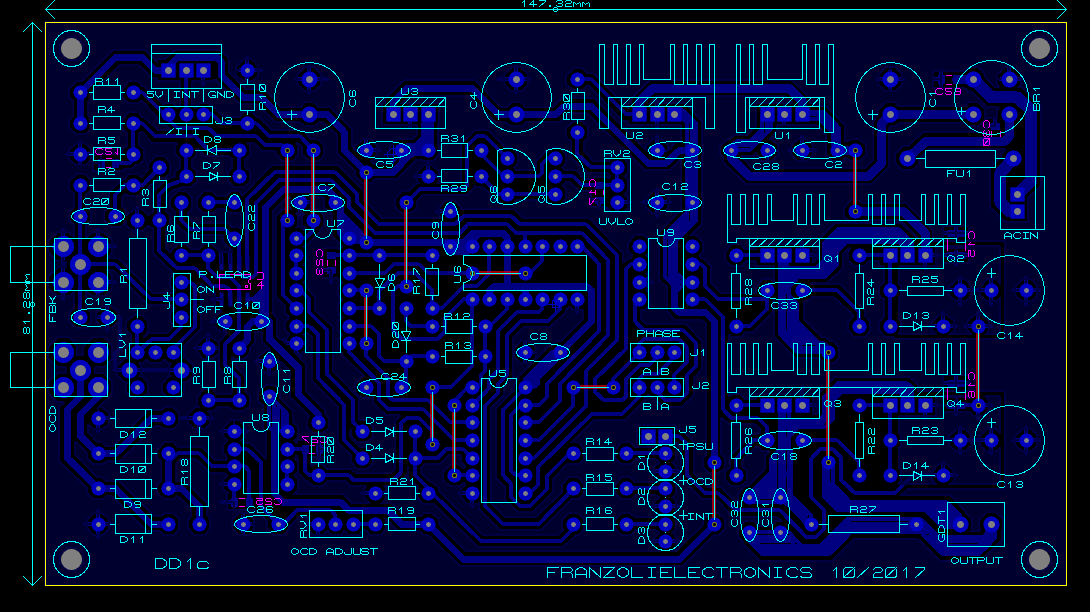 147.32mm
R11
5V INT GND
R10
C6
U3
C4
R30
U2
U1
C1
BR1
R4
J3
R5
D8
R31
D7
C5
R29
Q6
Q5
RV2
C3
C28
C2
R2
FU1
R3
C7
C12
C20
R6
R7
C22
U7
C9
UVLO
U9
ACIN
Q1
Q2
R1
P.LEAD
ON
OFF
J4
D6
R17
U6
R28
C33
R24
R25
81.28mm
FBK
C19
C10
D20
R12
D13
C14
LV1
R13
C8
PHASE
J1
A B
J2
B A
R9
R8
C11
C24
U5
Q3
Q4
OCD
D12
U8
D5
J5
+PSU
R26
C18
R22
R23
D10
R18
R20
D4
R14
D1
D14
C13
D9
R21
R15
D2
+OCD
C32
C31
C26
RV1
R19
R16
D3
+INT
R27
GDT1
D11
OCD ADJUST
OUTPUT
DD1c
FRANZOLIELECTRONICS 10/2017